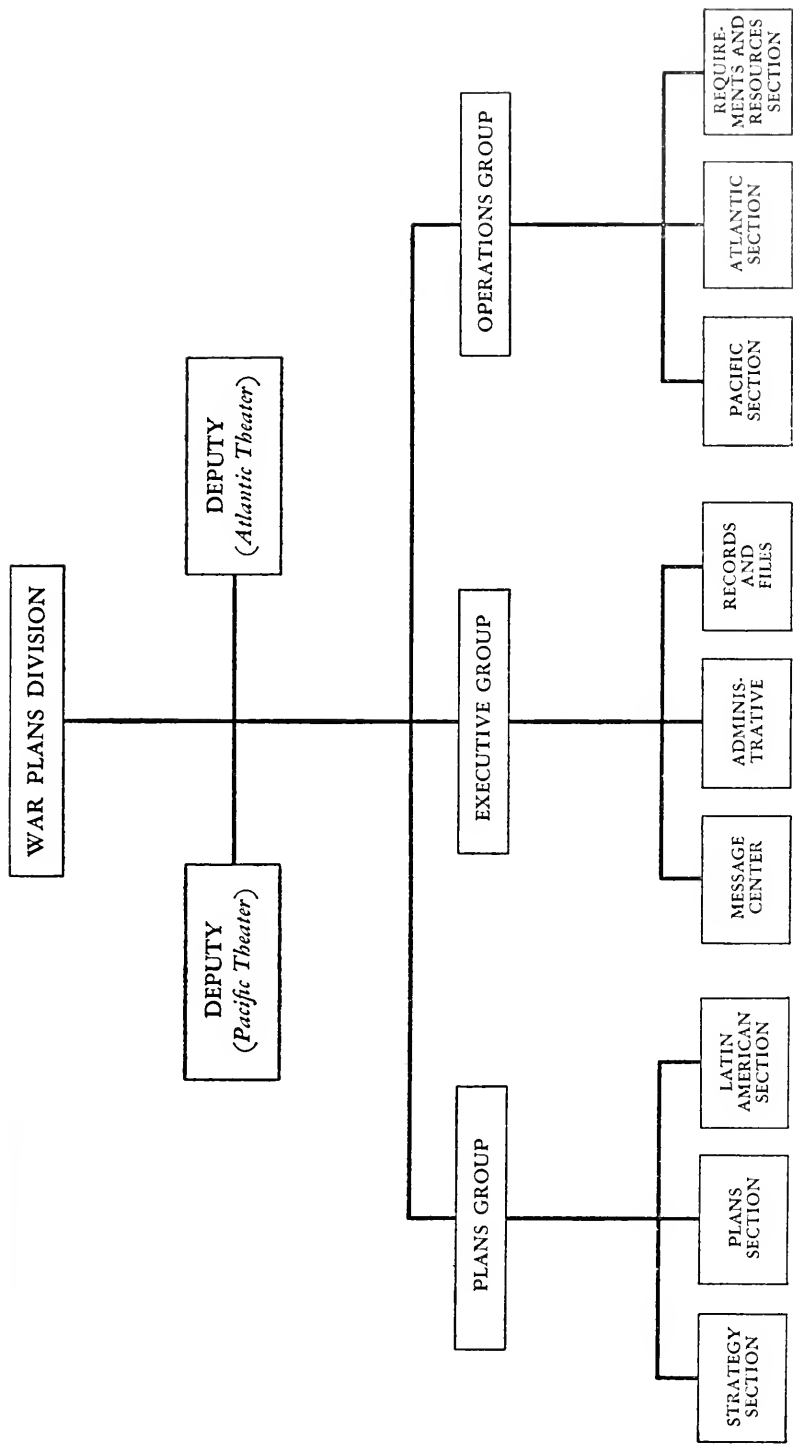 WAR PLANS DIVISION
DEPUTY
(Pacific Theater)
DEPUTY
(Atlantic Theater)
PLANS GROUP
EXECUTIVE GROUP
OPERATIONS GROUP
STRATEGY
SECTION
PLANS
SECTION
LATIN
AMERICAN
SECTION
MESSAGE
CENTER
ADMINIS-
TRATIVE
RECORDS
AND
FILES
PACIFIC
SECTION
ATLANTIC
SECTION
REQUIRE-
MENTS AND
RESOURCES
SECTION